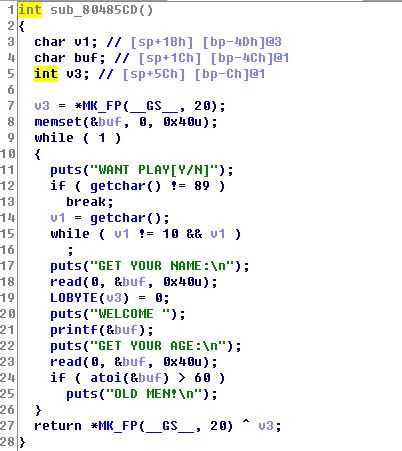 1 int sub_80485CD()
2 {
3 char v1; // [sp+1Bh] [bp-4Dh]@3
4 char buf; // [sp+1Ch] [bp-4Ch]@1
5 int v3; // [sp+5Ch] [bp-Ch]@1
6
7 v3 = *MK_FP(__GS__, 20);
8 memset(&buf, 0, 0x40u);
9 while ( 1 )
10 {
11 puts("WANT PLAY[Y/N]");
12 if ( getchar() != 89 )
13 break;
14 v1 = getchar();
15 while ( v1 != 10 && v1 )
16 ;
17 puts("GET YOUR NAME:\n");
18 read(0, &buf, 0x40u);
19 LOBYTE(v3) = 0;
20 puts("WELCOME ");
21 printf(&buf);
22 puts("GET YOUR AGE:\n");
23 read(0, &buf, 0x40u);
24 if ( atoi(&buf) > 60 )
25 puts("OLD MEN!\n");
26 }
27 return *MK_FP(__GS__, 20) ^ v3;
28 }